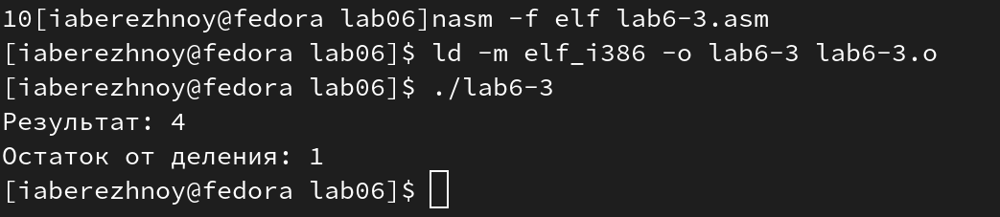 10[iaberezhnoy@fedora lab06]nasm -f elf lab6-3.asm
[iaberezhnoy@fedora lab06]$ ld -m elf_i386 -o lab6-3 lab6-3.o
[iaberezhnoy@fedora lab06]$ ./lab6-3
Результат: 4
Остаток от деления: 1
[iaberezhnoy@fedora lab06]$